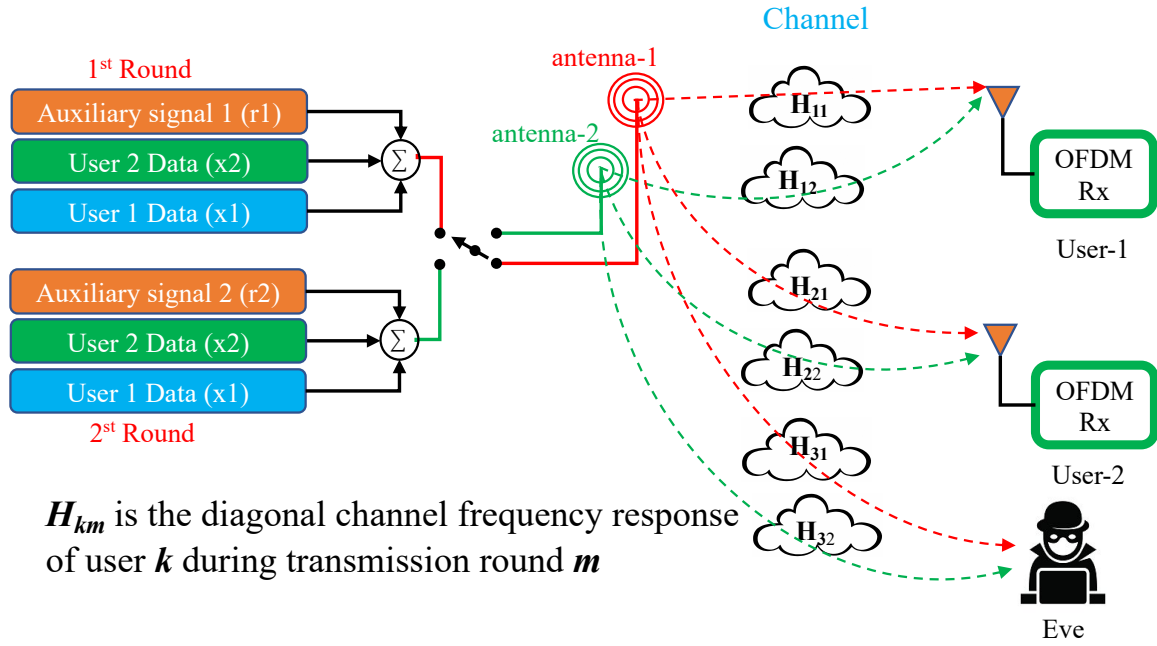 Channel
1st Round
antenna-1
Auxiliary signal 1 (r1)
H11
antenna-2
User 2 Data (x2)
Σ
OFDM
Rx
H12
User 1 Data (x1)
User-1
Auxiliary signal 2 (r2)
H21
User 2 Data (x2)
Σ
H22
User 1 Data (x1)
OFDM
Rx
2st Round
H31
User-2
Hkm is the diagonal channel frequency response
H32
of user k during transmission round m
Eve